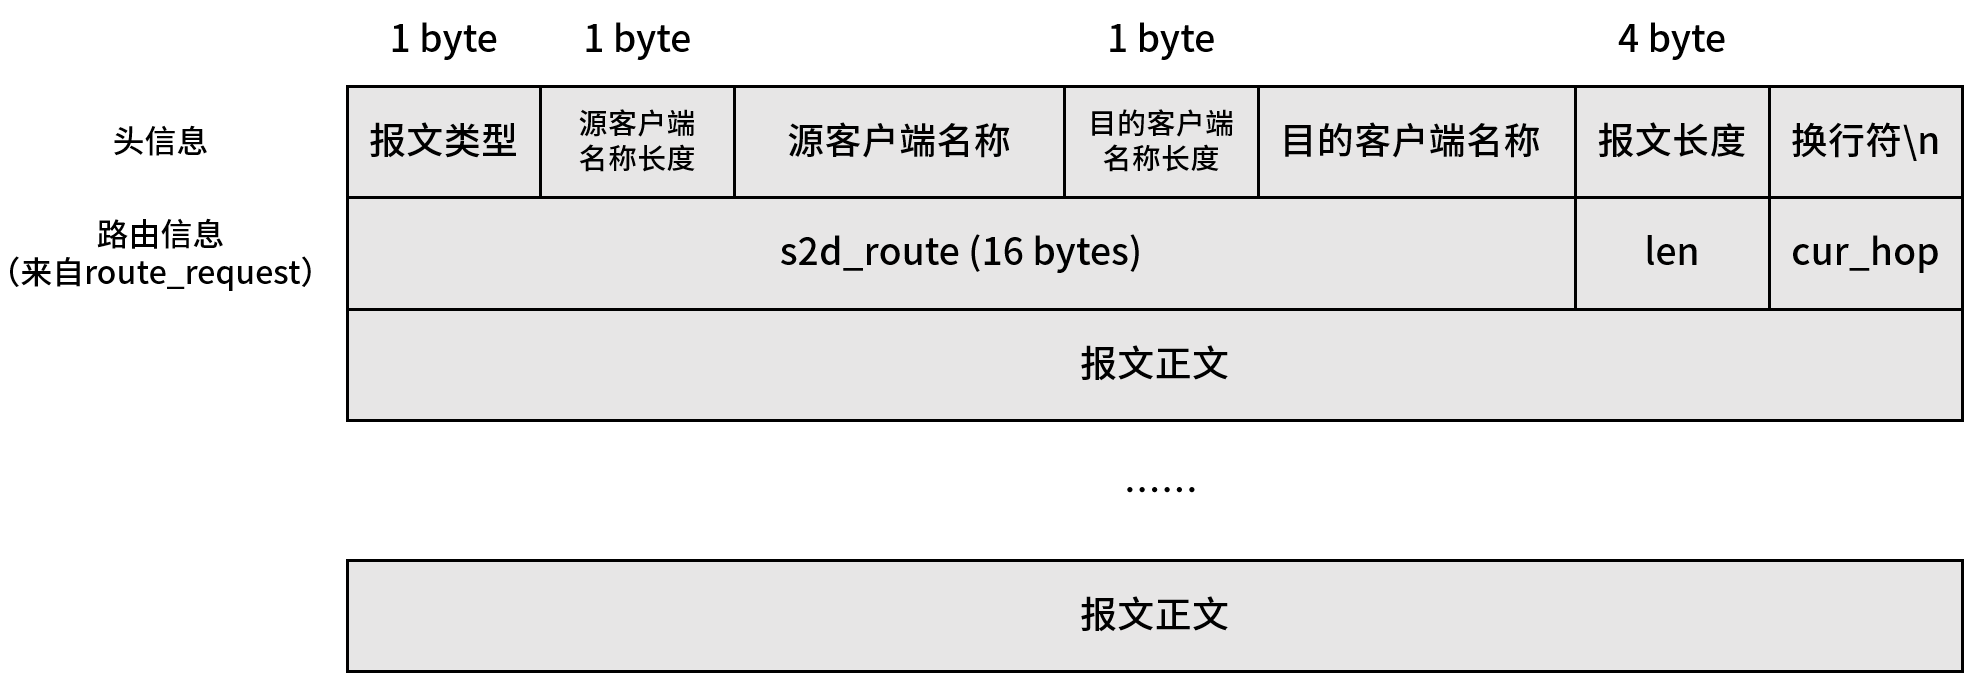 1 byte
1 byte
1 byte
4 byte
头信息
报文类型
源客户端
名称长度
源客户端名称
目的客户端
名称长度
目的客户端名称
报文长度
换行符\n
路由信息
（来自route_request）
s2d_route (16 bytes)
len
cur_hop
报文正文
……
报文正文